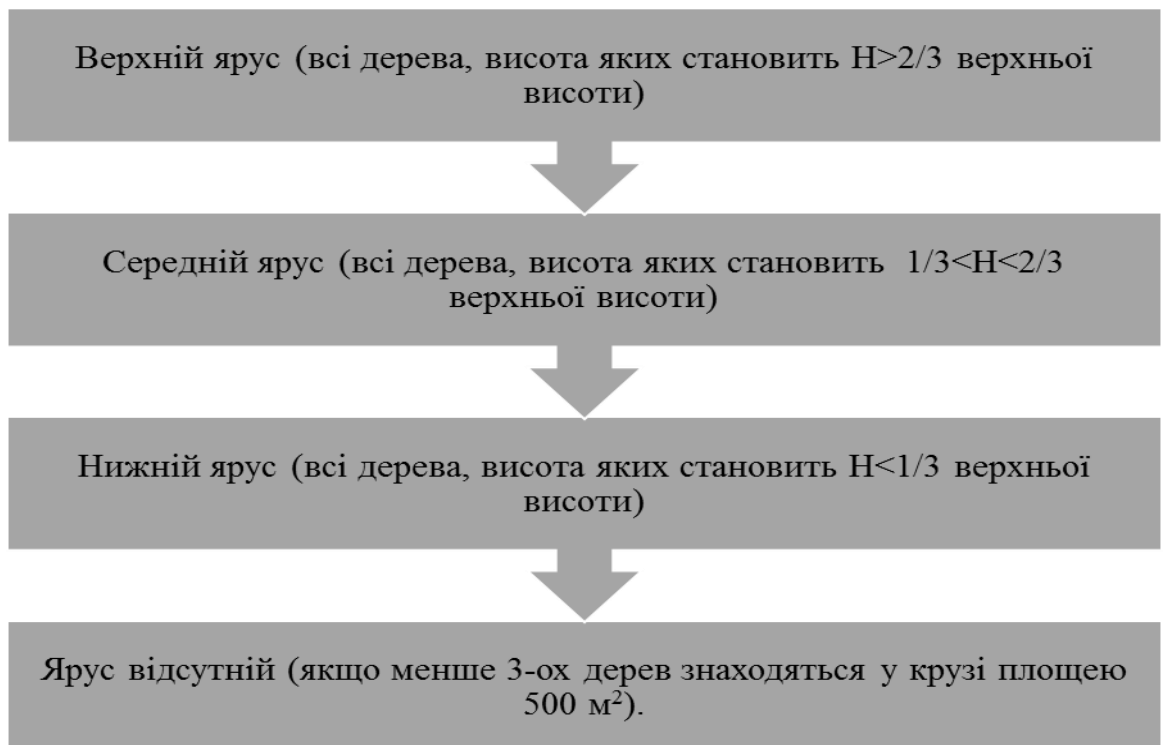 Верхній ярус (всі дерева, висота яких становить H>2/3 верхньої
висоти)
Середній ярус (всі дерева, висота яких становить 1/3<H<2/3
верхньої висоти)
Нижній ярус (всі дерева, висота яких становить H<1/3 верхньої
висоти)
Ярус відсутній (якщо менше 3-ох дерев знаходяться у крузі площею
500 м²).